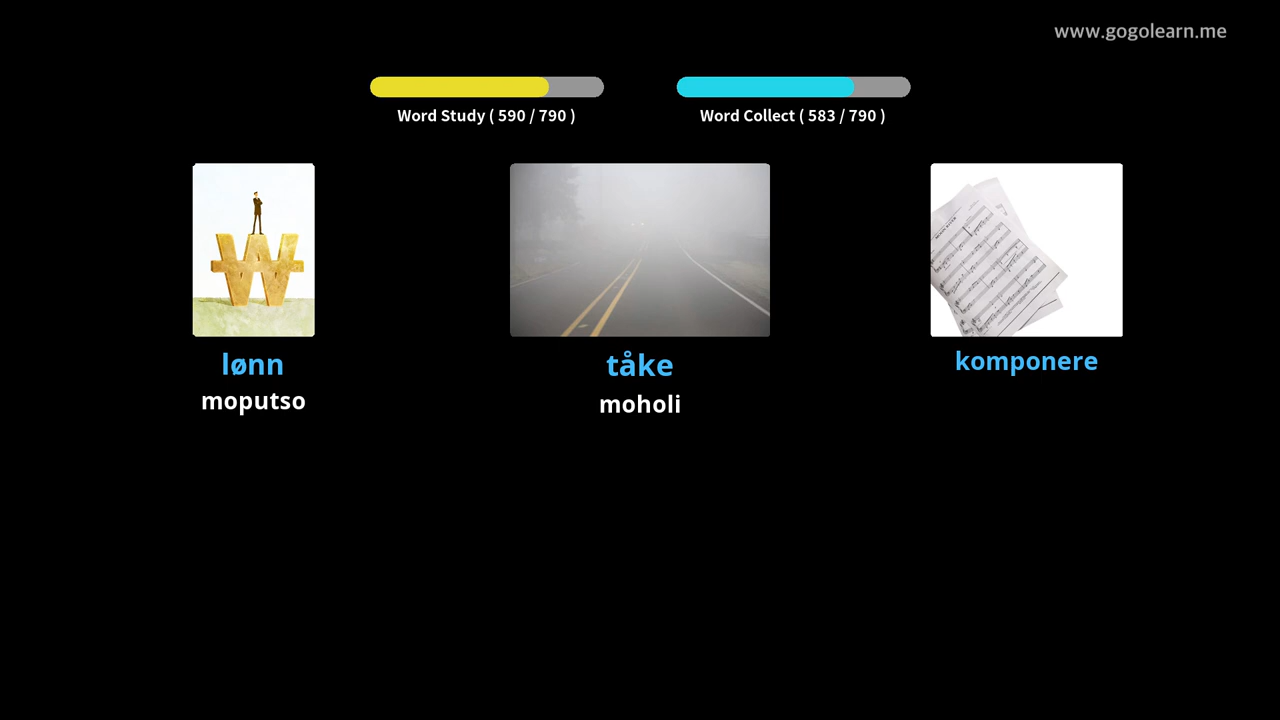 www.gogolearn.me
Word Study ( 590 / 790 )
Word Collect ( 583 / 790 )
lønn
moputso
tåke
moholi
komponere